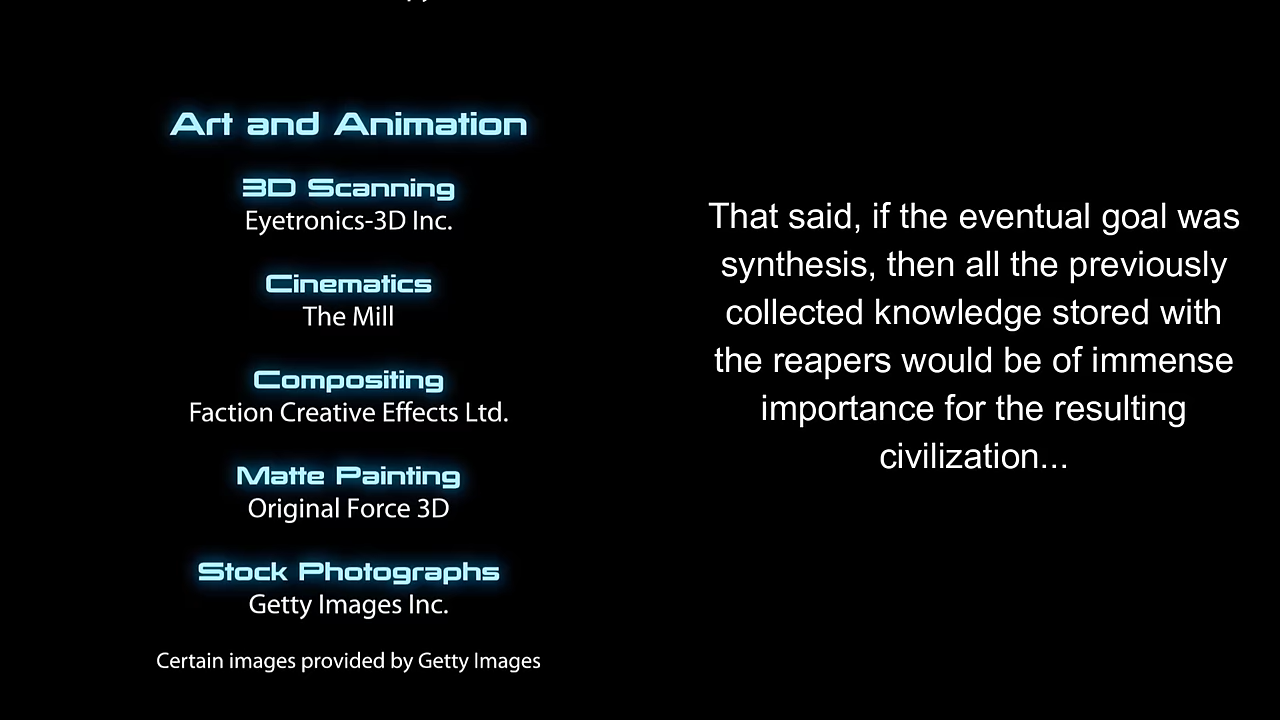 Art and Animation
3D Scanning
Eyetronics-3D Inc.
Cinematics
The Mill
Compositing
Faction Creative Effects Ltd.
Matte Painting
Original Force 3D
Stock Photographs
Getty Images Inc.
Certain images provided by Getty Images
That said, if the eventual goal was
synthesis, then all the previously
collected knowledge stored with
the reapers would be of immense
importance for the resulting
civilization...